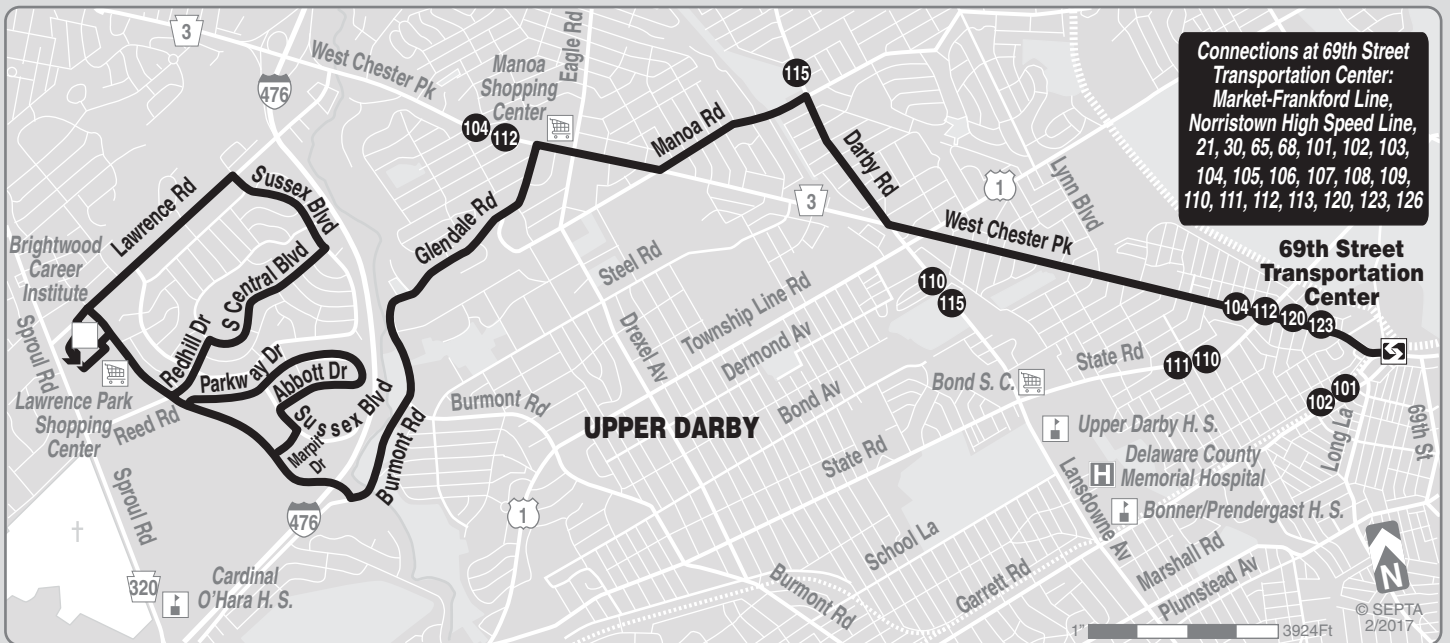 3
476
West Chester Pk
Manoa
Shopping
Center
Eagle Rd
104
112
115
Manoa Rd
Darby Rd
3
1
Lynn Blvd
West Chester Pk
Connections at 69th Street
Transportation Center:
Market-Frankford Line,
Norristown High Speed Line,
21, 30, 65, 68, 101, 102, 103,
104, 105, 106, 107, 108, 109,
110, 111, 112, 113, 120, 123, 126
69th Street
Transportation
Center
104
112
120
123
Lawrence Rd
Sussex Blvd
S Central Blvd
Brightwood
Career
Institute
Sproul Rd
Redhill Dr
Parkway Dr
Abbott Dr
Sussex Blvd
Marpit Dr
Lawrence Park
Shopping
Center
Reed Rd
Glendale Rd
Burmont Rd
Burmont Rd
Steel Rd
Drexel Av
Township Line Rd
Dermond Av
Bond Av
110
115
State Rd
111
110
Bond S. C.
102
101
Long La
69th St
UPPER DARBY
State Rd
Upper Darby H. S.
Delaware County
Memorial Hospital
H
Bonner/Prendergast H. S.
Lansdowne Av
School La
Garrett Rd
Marshall Rd
Plumstead Av
Burmont Rd
476
1
Sproul Rd
320
Cardinal
O'Hara H. S.
N
© SEPTA
2/2017
1"
3924Ft